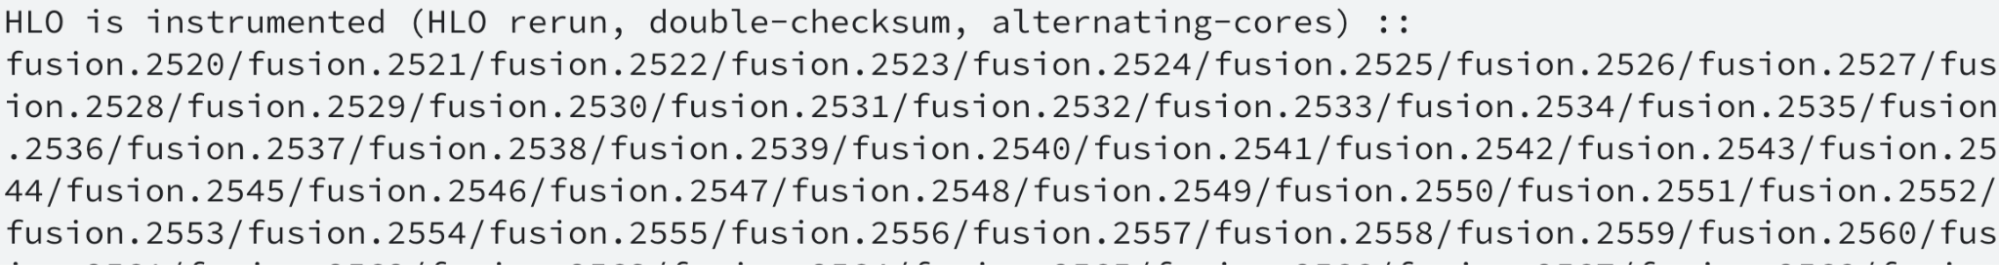 HLO is instrumented (HLO rerun, double-checksum, alternating-cores) ::
fusion.2520/fusion.2521/fusion.2522/fusion.2523/fusion.2524/fusion.2525/fusion.2526/fusion.2527/fus
ion.2528/fusion.2529/fusion.2530/fusion.2531/fusion.2532/fusion.2533/fusion.2534/fusion.2535/fusion
.2536/fusion.2537/fusion.2538/fusion.2539/fusion.2540/fusion.2541/fusion.2542/fusion.2543/fusion.25
44/fusion.2545/fusion.2546/fusion.2547/fusion.2548/fusion.2549/fusion.2550/fusion.2551/fusion.2552/
fusion.2553/fusion.2554/fusion.2555/fusion.2556/fusion.2557/fusion.2558/fusion.2559/fusion.2560/fus